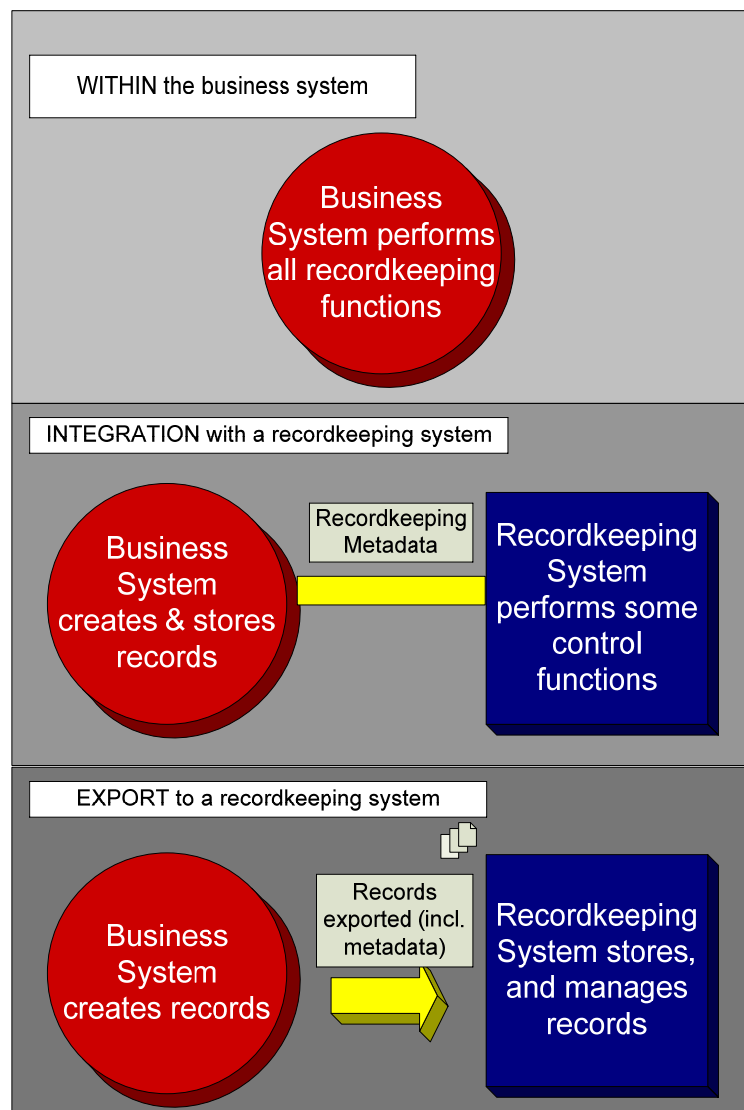 WITHIN the business system
Business
System performs
all recordkeeping
functions
INTEGRATION with a recordkeeping system
Business
System
creates & stores
records
Recordkeeping
Metadata
Recordkeeping
System
performs some
control
functions
EXPORT to a recordkeeping system
Business
System
creates records
Records
exported (incl.
metadata)
Recordkeeping
System stores,
and manages
records